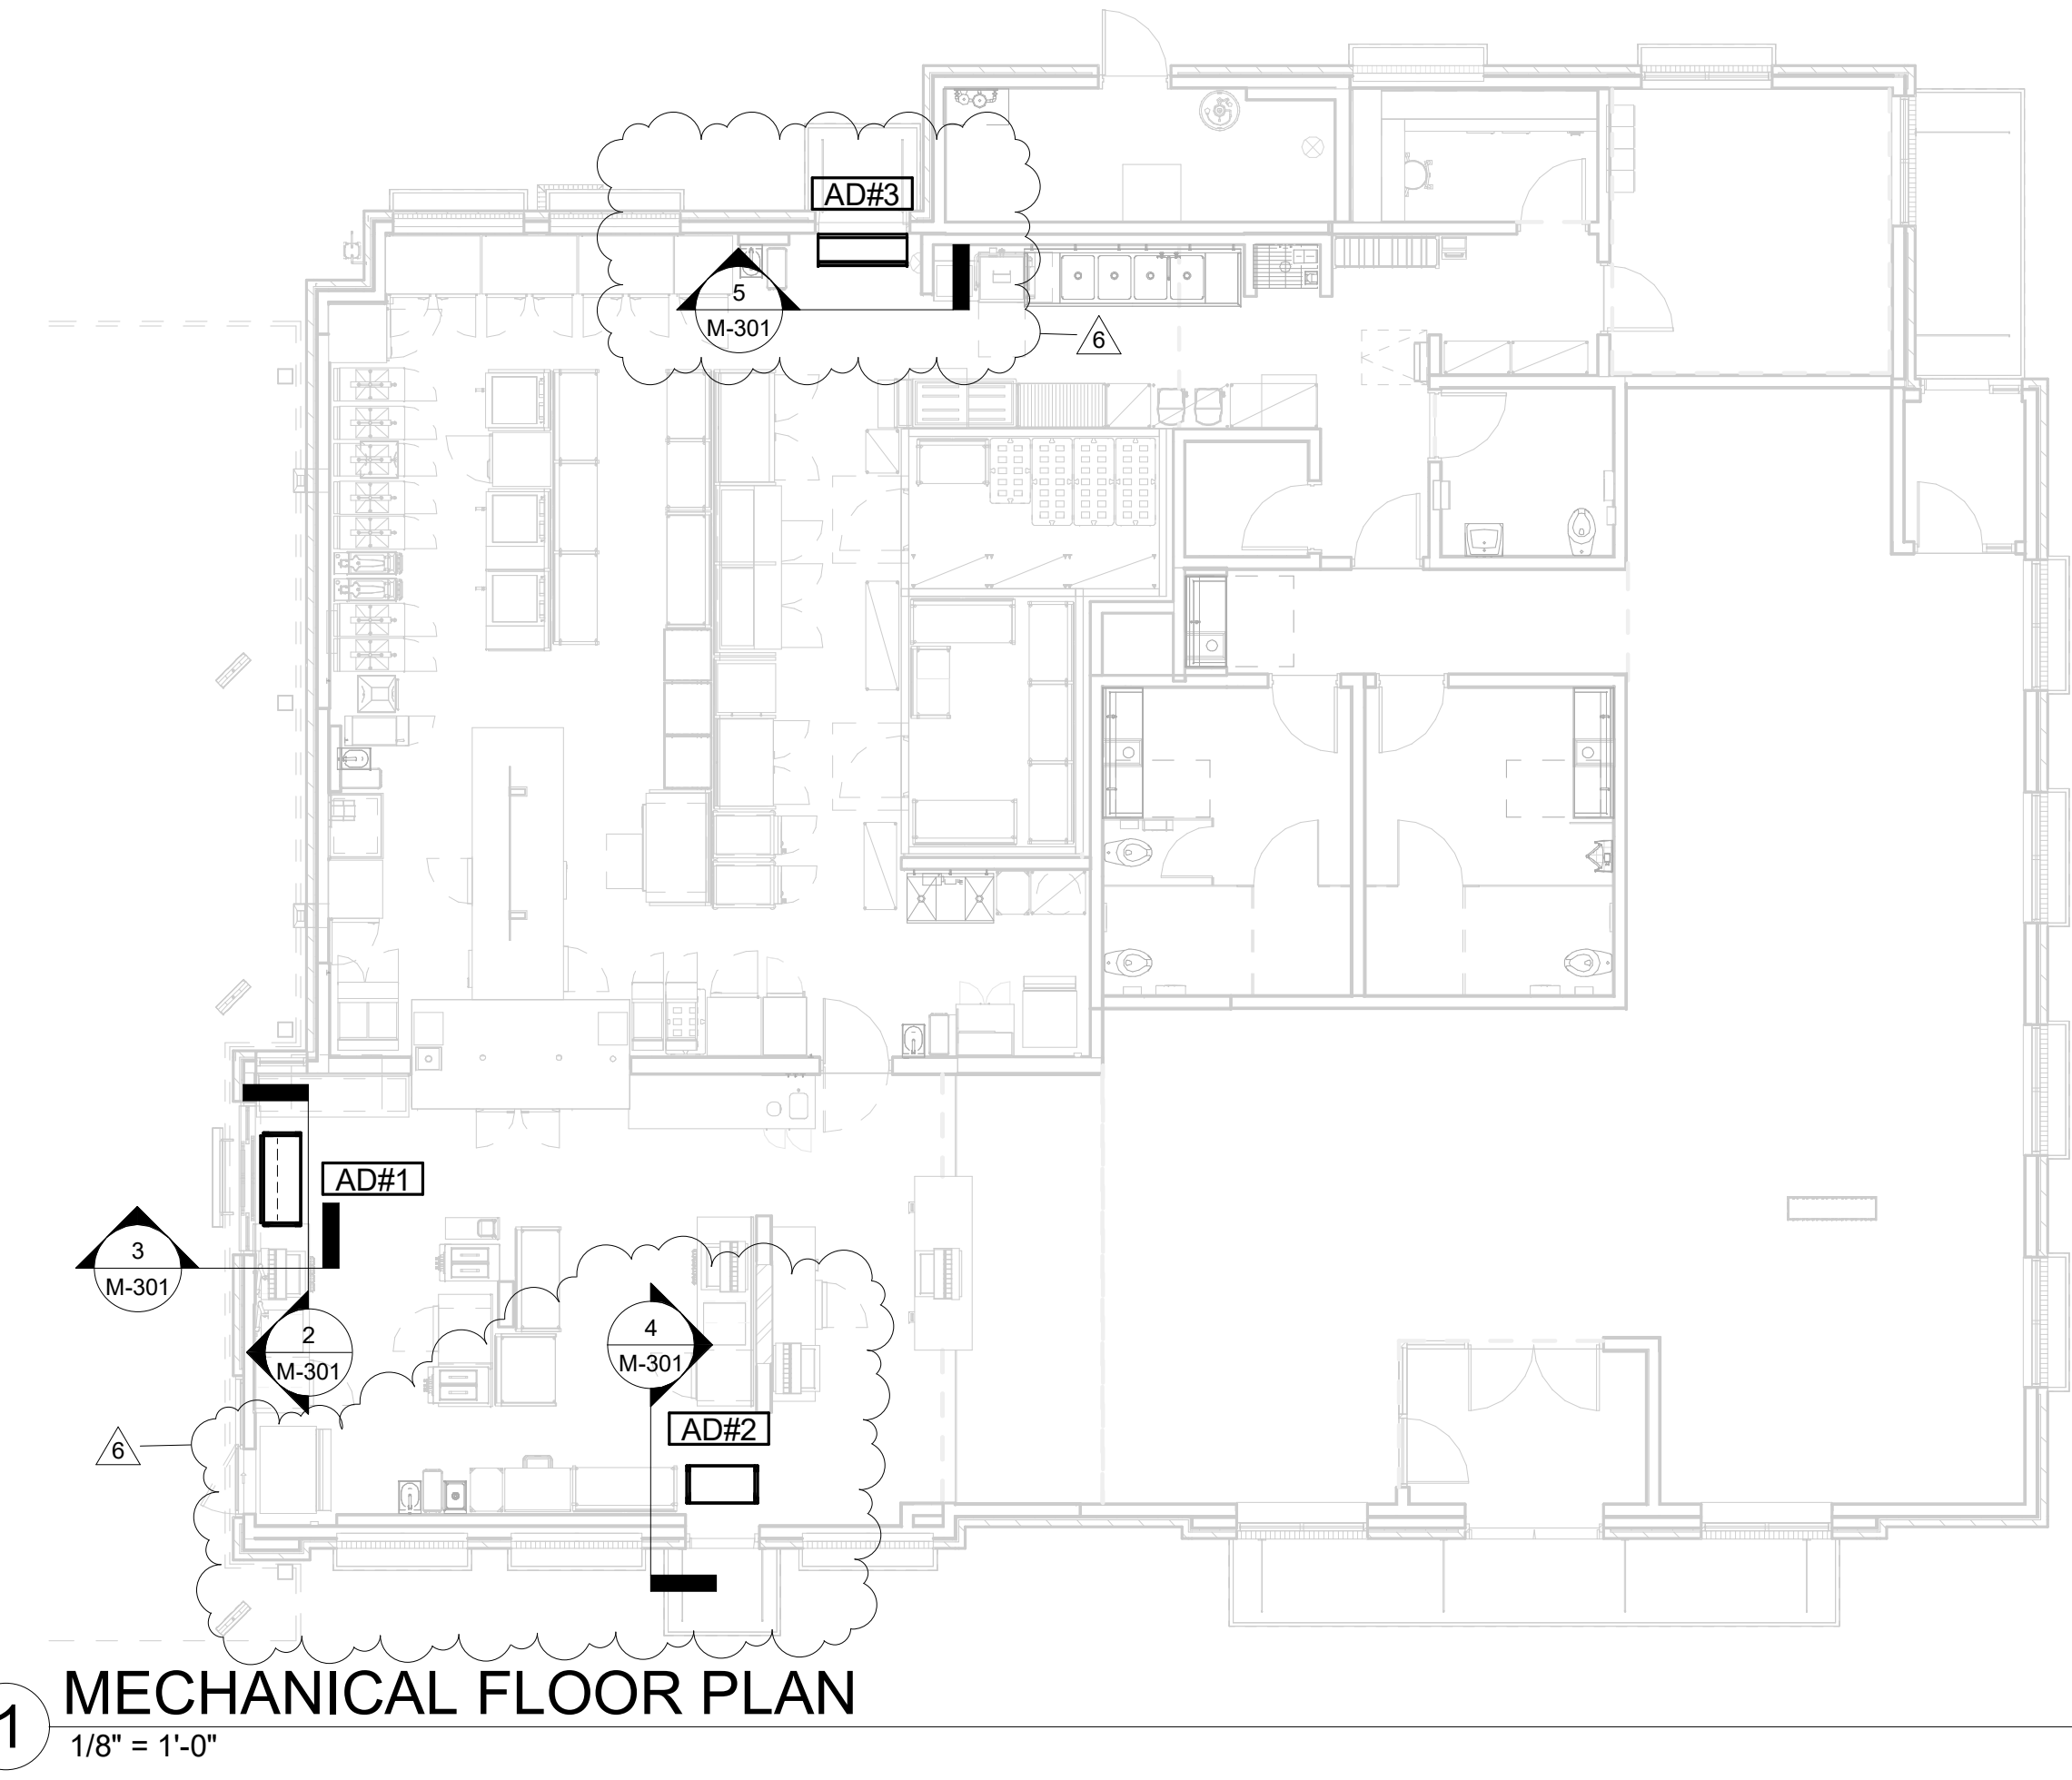 AD#3
5
M-301
6
AD#1
3
M-301
2
M-301
4
M-301
AD#2
6
1
MECHANICAL FLOOR PLAN
1/8" = 1'-0"